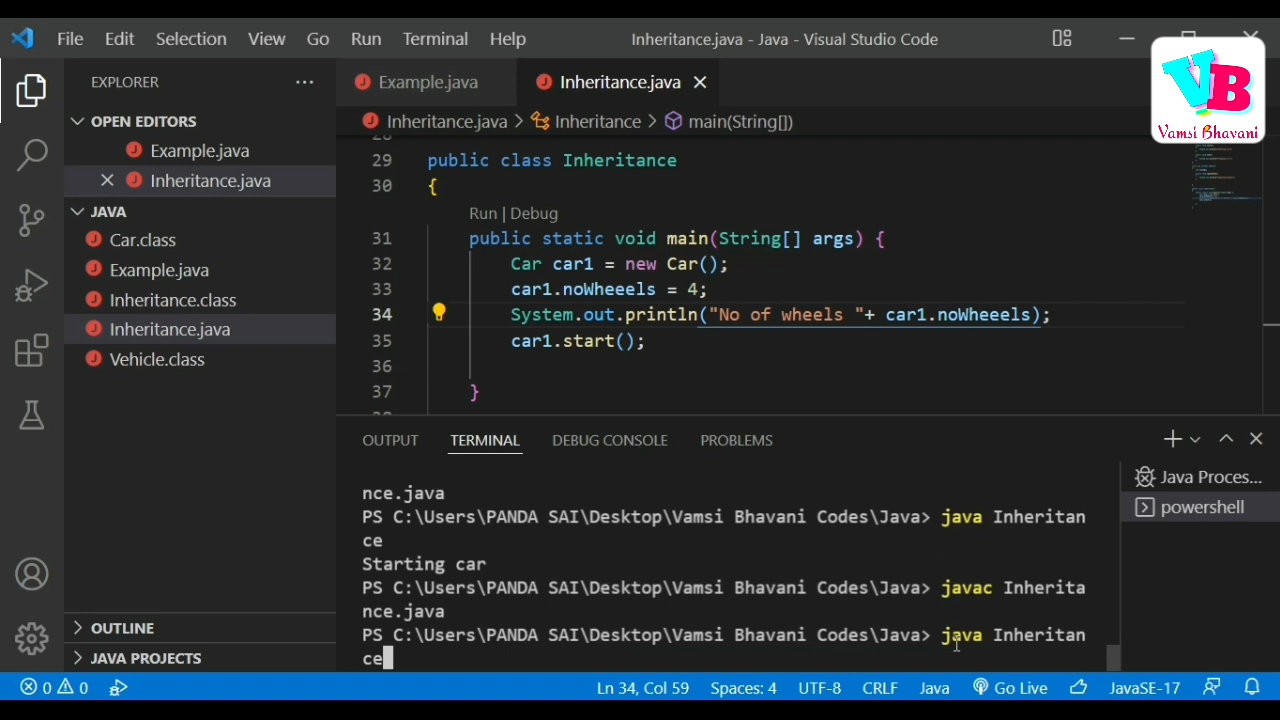 File Edit Selection View Go Run Terminal Help Inheritance.java - Java - Visual Studio Code
VB
Vamsi Bhavani
EXPLORER
OPEN EDITORS
Example.java
Inheritance.java
JAVA
Car.class
Example.java
Inheritance.class
Inheritance.java
Vehicle.class
OUTLINE
JAVA PROJECTS
Example.java Inheritance.java
Inheritance.java > Inheritance > main(String[])
29 public class Inheritance
30 {
Run | Debug
31 public static void main(String[] args) {
32 Car car1 = new Car();
33 car1.noWheeels = 4;
34 System.out.println("No of wheels "+ car1.noWheeels);
35 car1.start();
36
37 }
OUTPUT TERMINAL DEBUG CONSOLE PROBLEMS
nce.java
PS C:\Users\PANDA SAI\Desktop\Vamsi Bhavani Codes\Java> java Inheritan
ce
Starting car
PS C:\Users\PANDA SAI\Desktop\Vamsi Bhavani Codes\Java> javac Inherita
nce.java
PS C:\Users\PANDA SAI\Desktop\Vamsi Bhavani Codes\Java> java Inheritan
ce
Java Proces...
powershell
0 0 Ln 34, Col 59 Spaces: 4 UTF-8 CRLF Java Go Live JavaSE-17